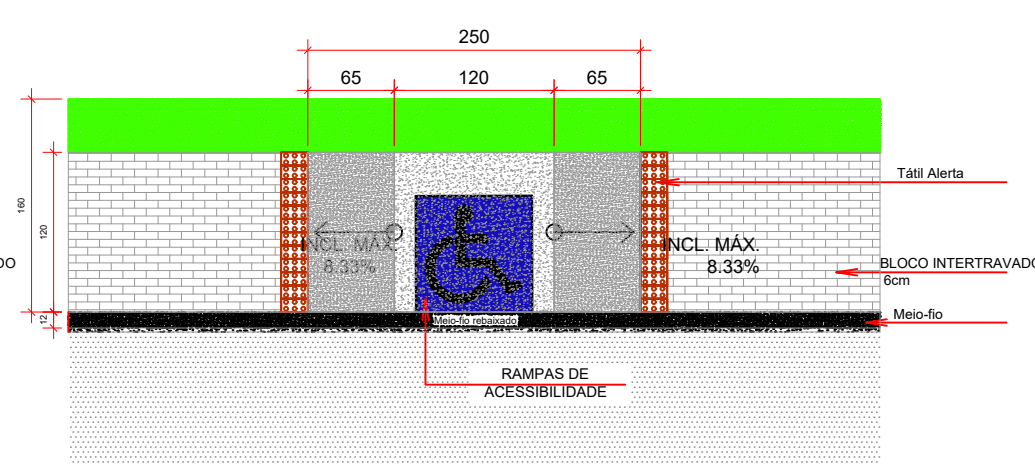 250
65
120
65
160
120
12
DO
INCL. MÁX.
8.33%
INCL. MÁX.
8.33%
Tátil Alerta
BLOCO INTERTRAVADO
6cm
Meio-fio
Meio-fio rebaixado
RAMPAS DE
ACESSIBILIDADE